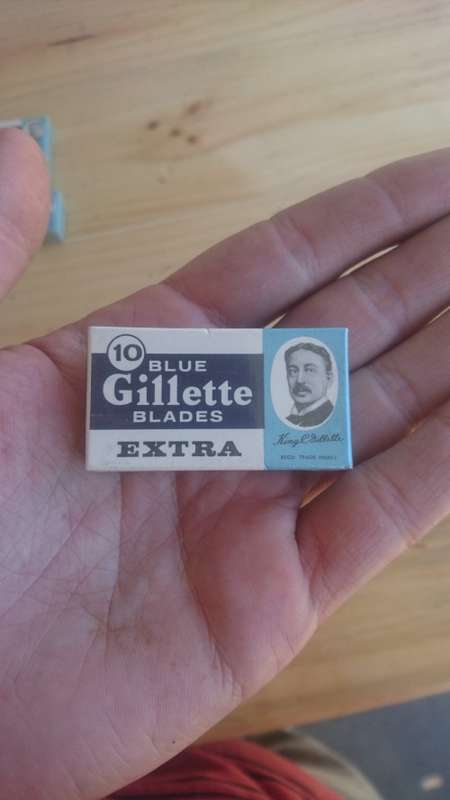 10
BLUE
Gillette
BLADES
EXTRA
King C Gillette
REGD. TRADE MARKS